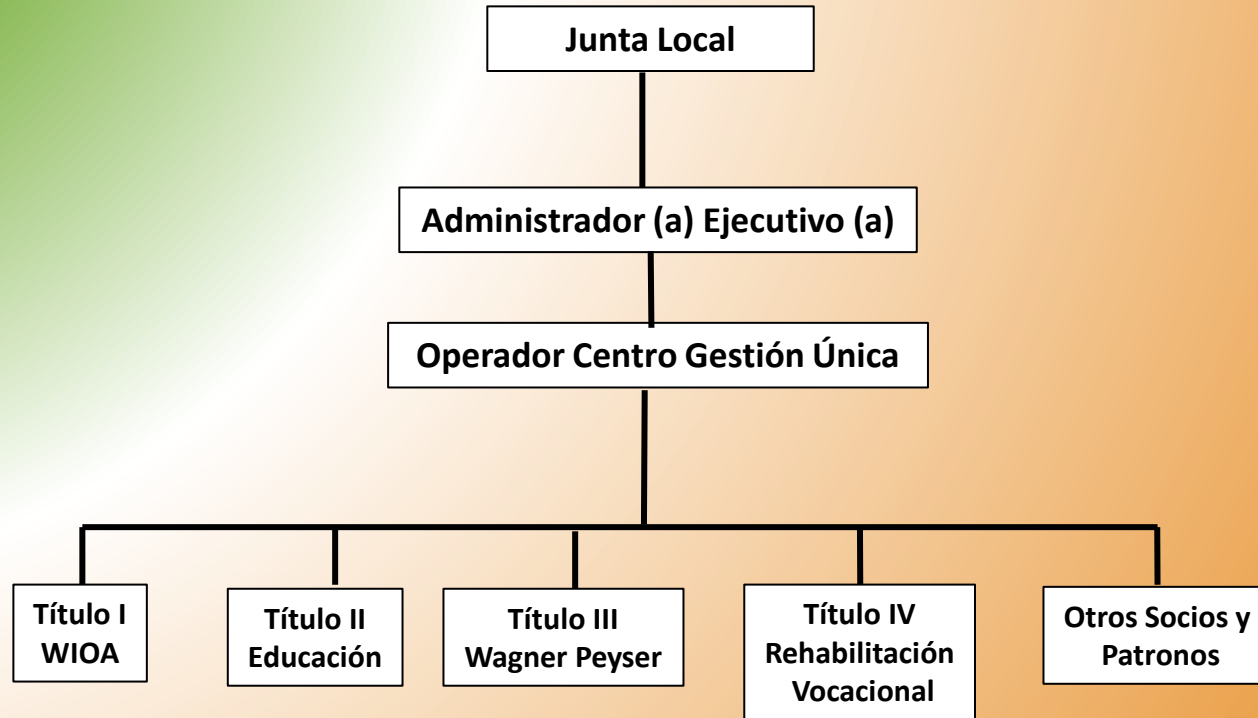 Junta Local
Administrador (a) Ejecutivo (a)
Operador Centro Gestión Única
Título I
WIOA
Título II
Educación
Título III
Wagner Peyser
Título IV
Rehabilitación
Vocacional
Otros Socios y
Patronos